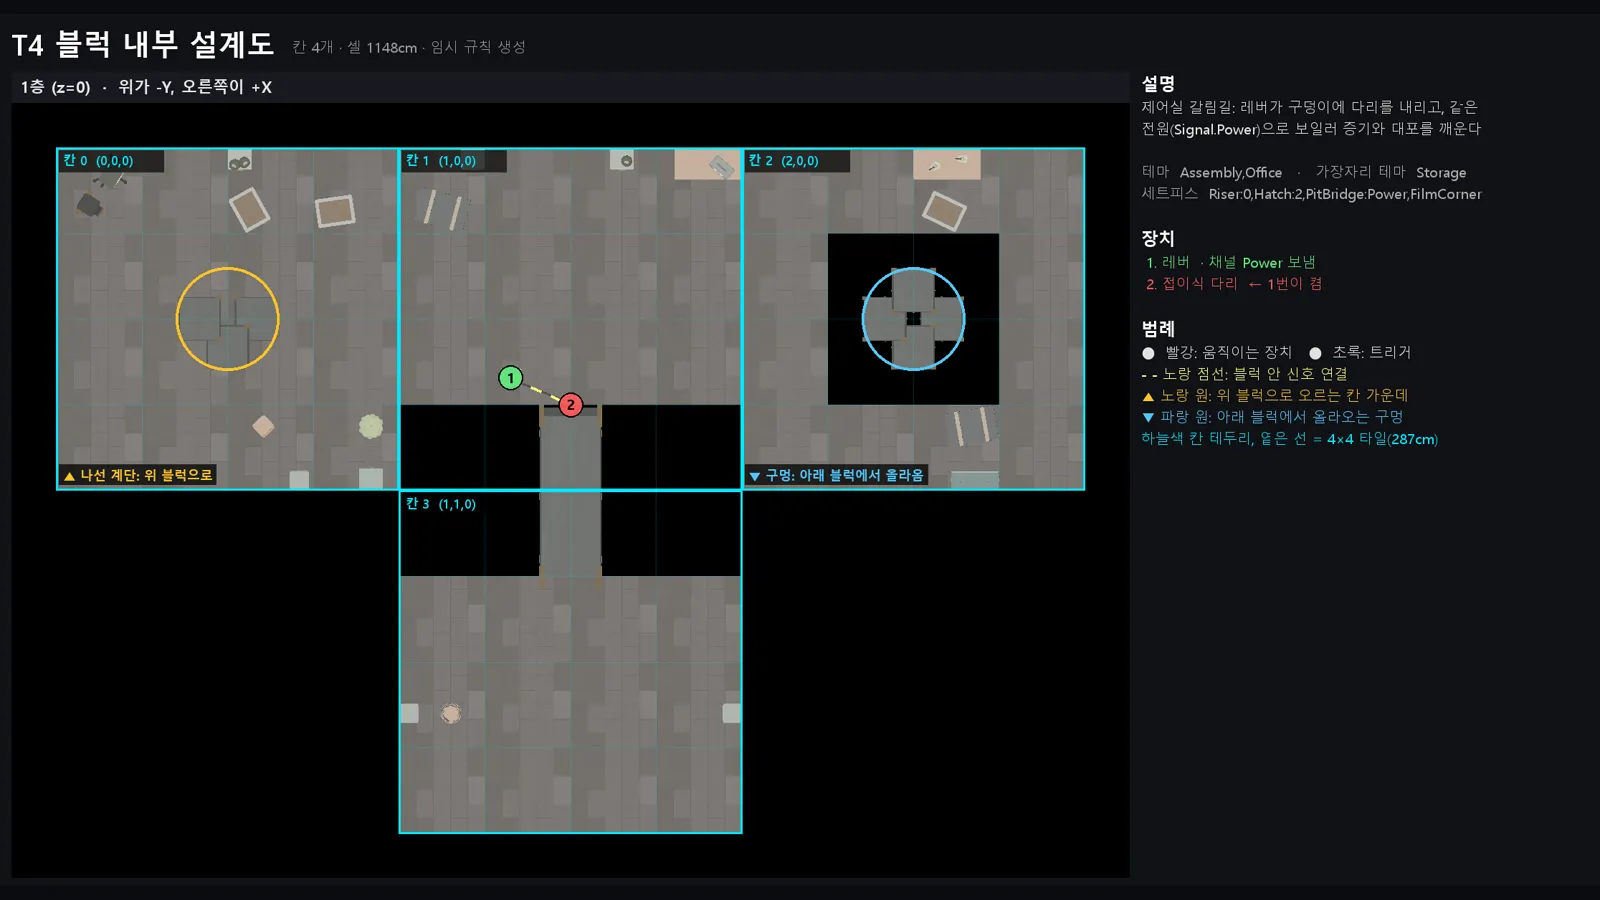 T4 블럭 내부 설계도 칸 4개 · 셀 1148cm · 임시 규칙 생성
1층 (z=0) · 위가 -Y, 오른쪽이 +X
칸 0 (0,0,0)
칸 1 (1,0,0)
칸 2 (2,0,0)
1
2
▲ 나선 계단: 위 블럭으로
▼ 구멍: 아래 블럭에서 올라옴
칸 3 (1,1,0)
설명
제어실 갈림길: 레버가 구덩이에 다리를 내리고, 같은
전원(Signal.Power)으로 보일러 증기와 대포를 깨운다
테마 Assembly,Office · 가장자리 테마 Storage
세트피스 Riser:0,Hatch:2,PitBridge:Power,FilmCorner
장치
1. 레버 · 채널 Power 보냄
2. 접이식 다리 ← 1번이 켬
범례
● 빨강: 움직이는 장치 ● 초록: 트리거
- - 노랑 점선: 블럭 안 신호 연결
▲ 노랑 원: 위 블럭으로 오르는 칸 가운데
▼ 파랑 원: 아래 블럭에서 올라오는 구멍
하늘색 칸 테두리, 옅은 선 = 4×4 타일(287cm)